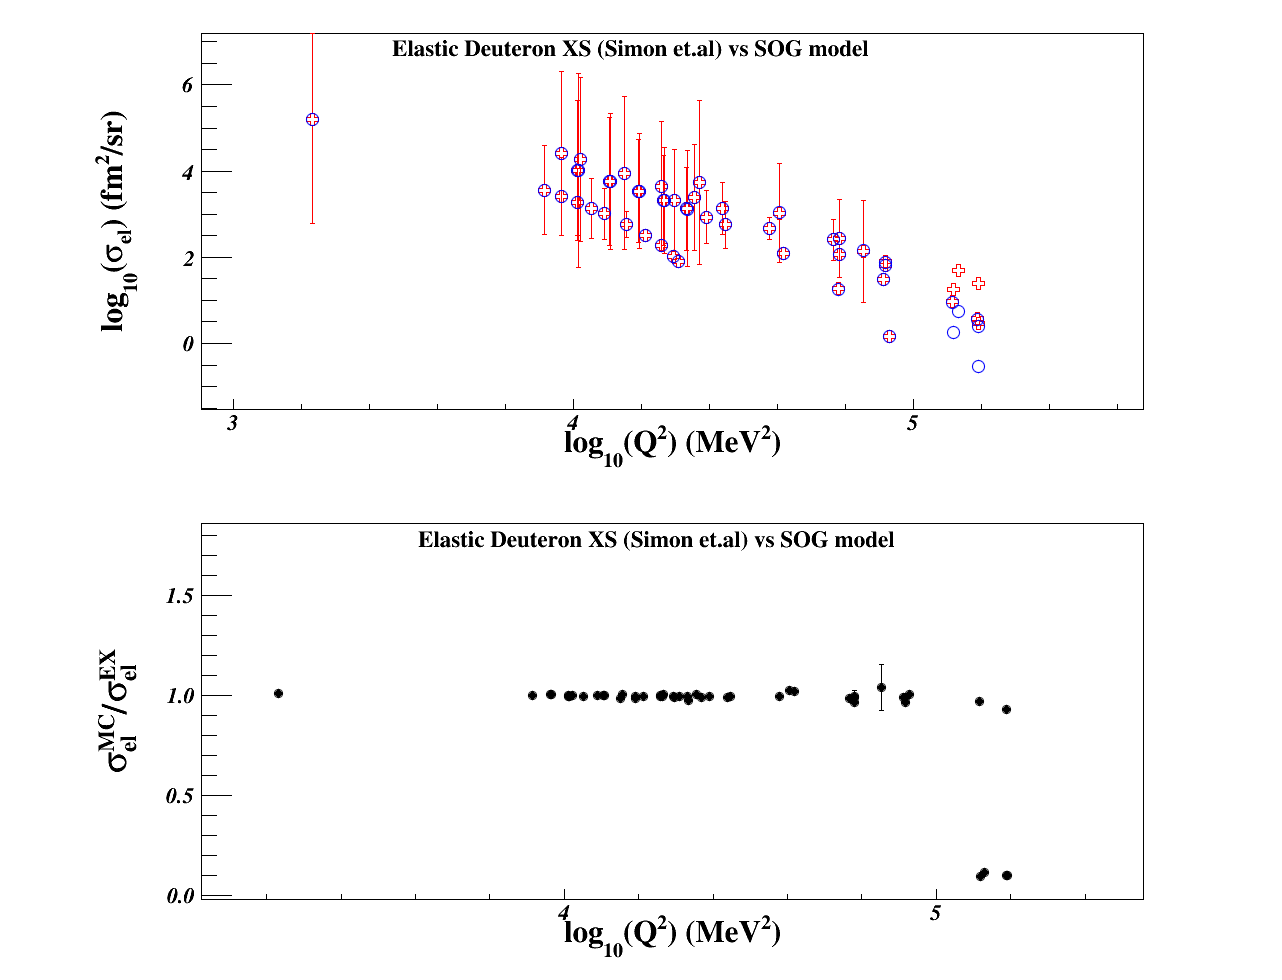 Elastic Deuteron XS (Simon et.al) vs SOG model
log10(σel) (fm2/sr)
6
4
2
0
3
4
5
log10(Q2) (MeV2)
Elastic Deuteron XS (Simon et.al) vs SOG model
σelMC/σelEX
1.5
1.0
0.5
0.0
4
5
log10(Q2) (MeV2)